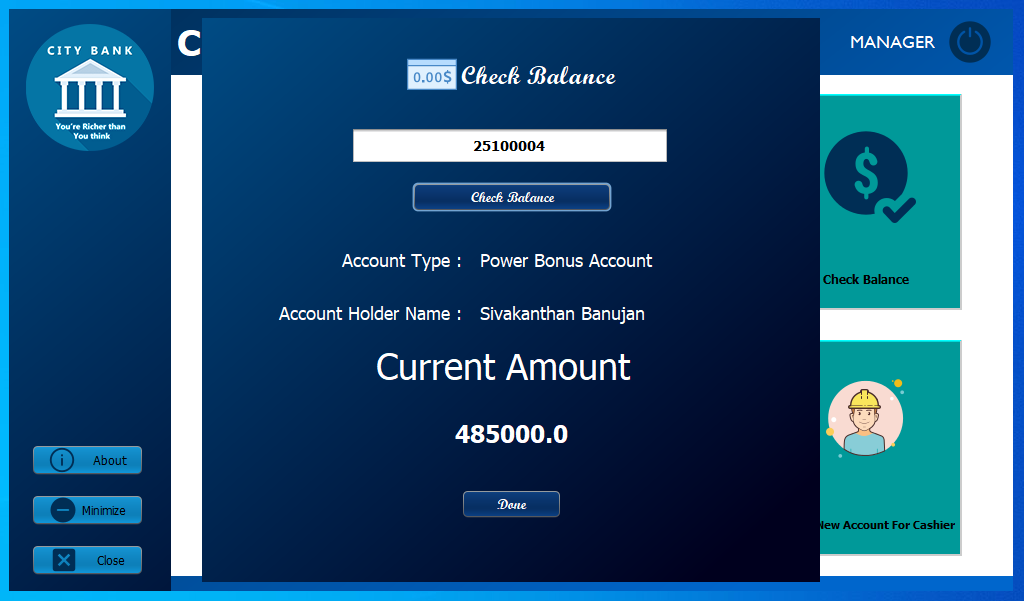 CITY BANK
You're Richer than
You think
C
MANAGER
0.00$ Check Balance
25100004
Check Balance
Account Type : Power Bonus Account
Account Holder Name : Sivakanthan Banujan
Current Amount
485000.0
Done
Check Balance
New Account For Cashier
About
Minimize
Close